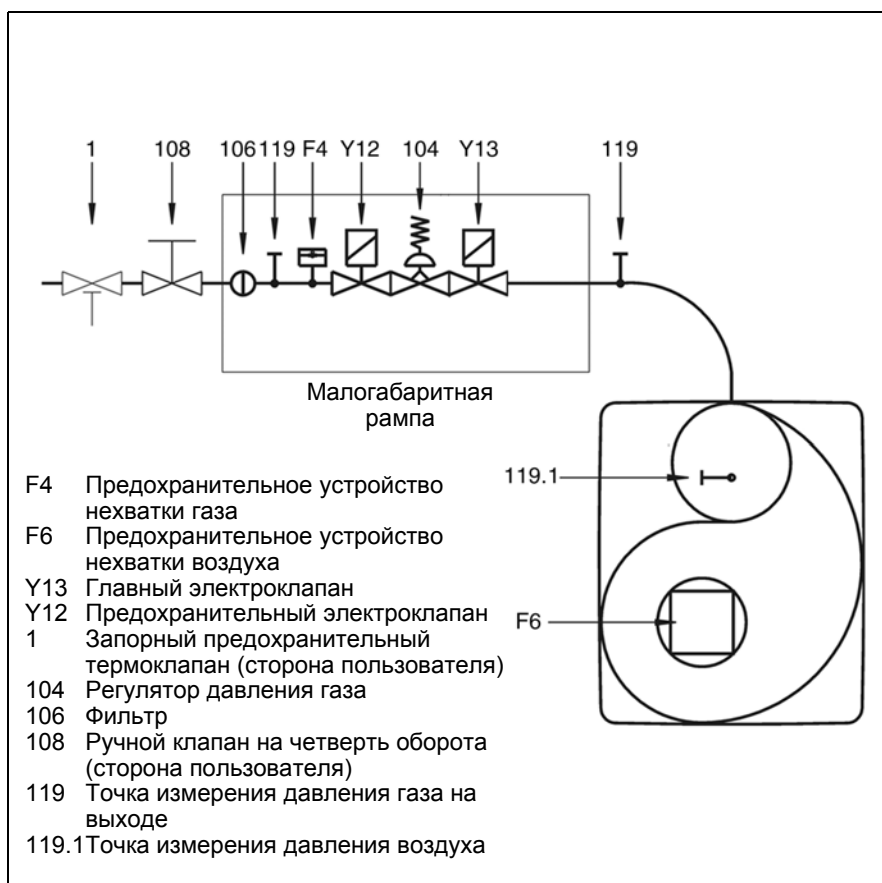 1 108 106 119 F4 Y12 104 Y13 119
Малогабаритная
рампа
119.1
F6
F4 Предохранительное устройство
нехватки газа
F6 Предохранительное устройство
нехватки воздуха
Y13 Главный электроклапан
Y12 Предохранительный электроклапан
1 Запорный предохранительный
термоклапан (сторона пользователя)
104 Регулятор давления газа
106 Фильтр
108 Ручной клапан на четверть оборота
(сторона пользователя)
119 Точка измерения давления газа на
выходе
119.1Точка измерения давления воздуха